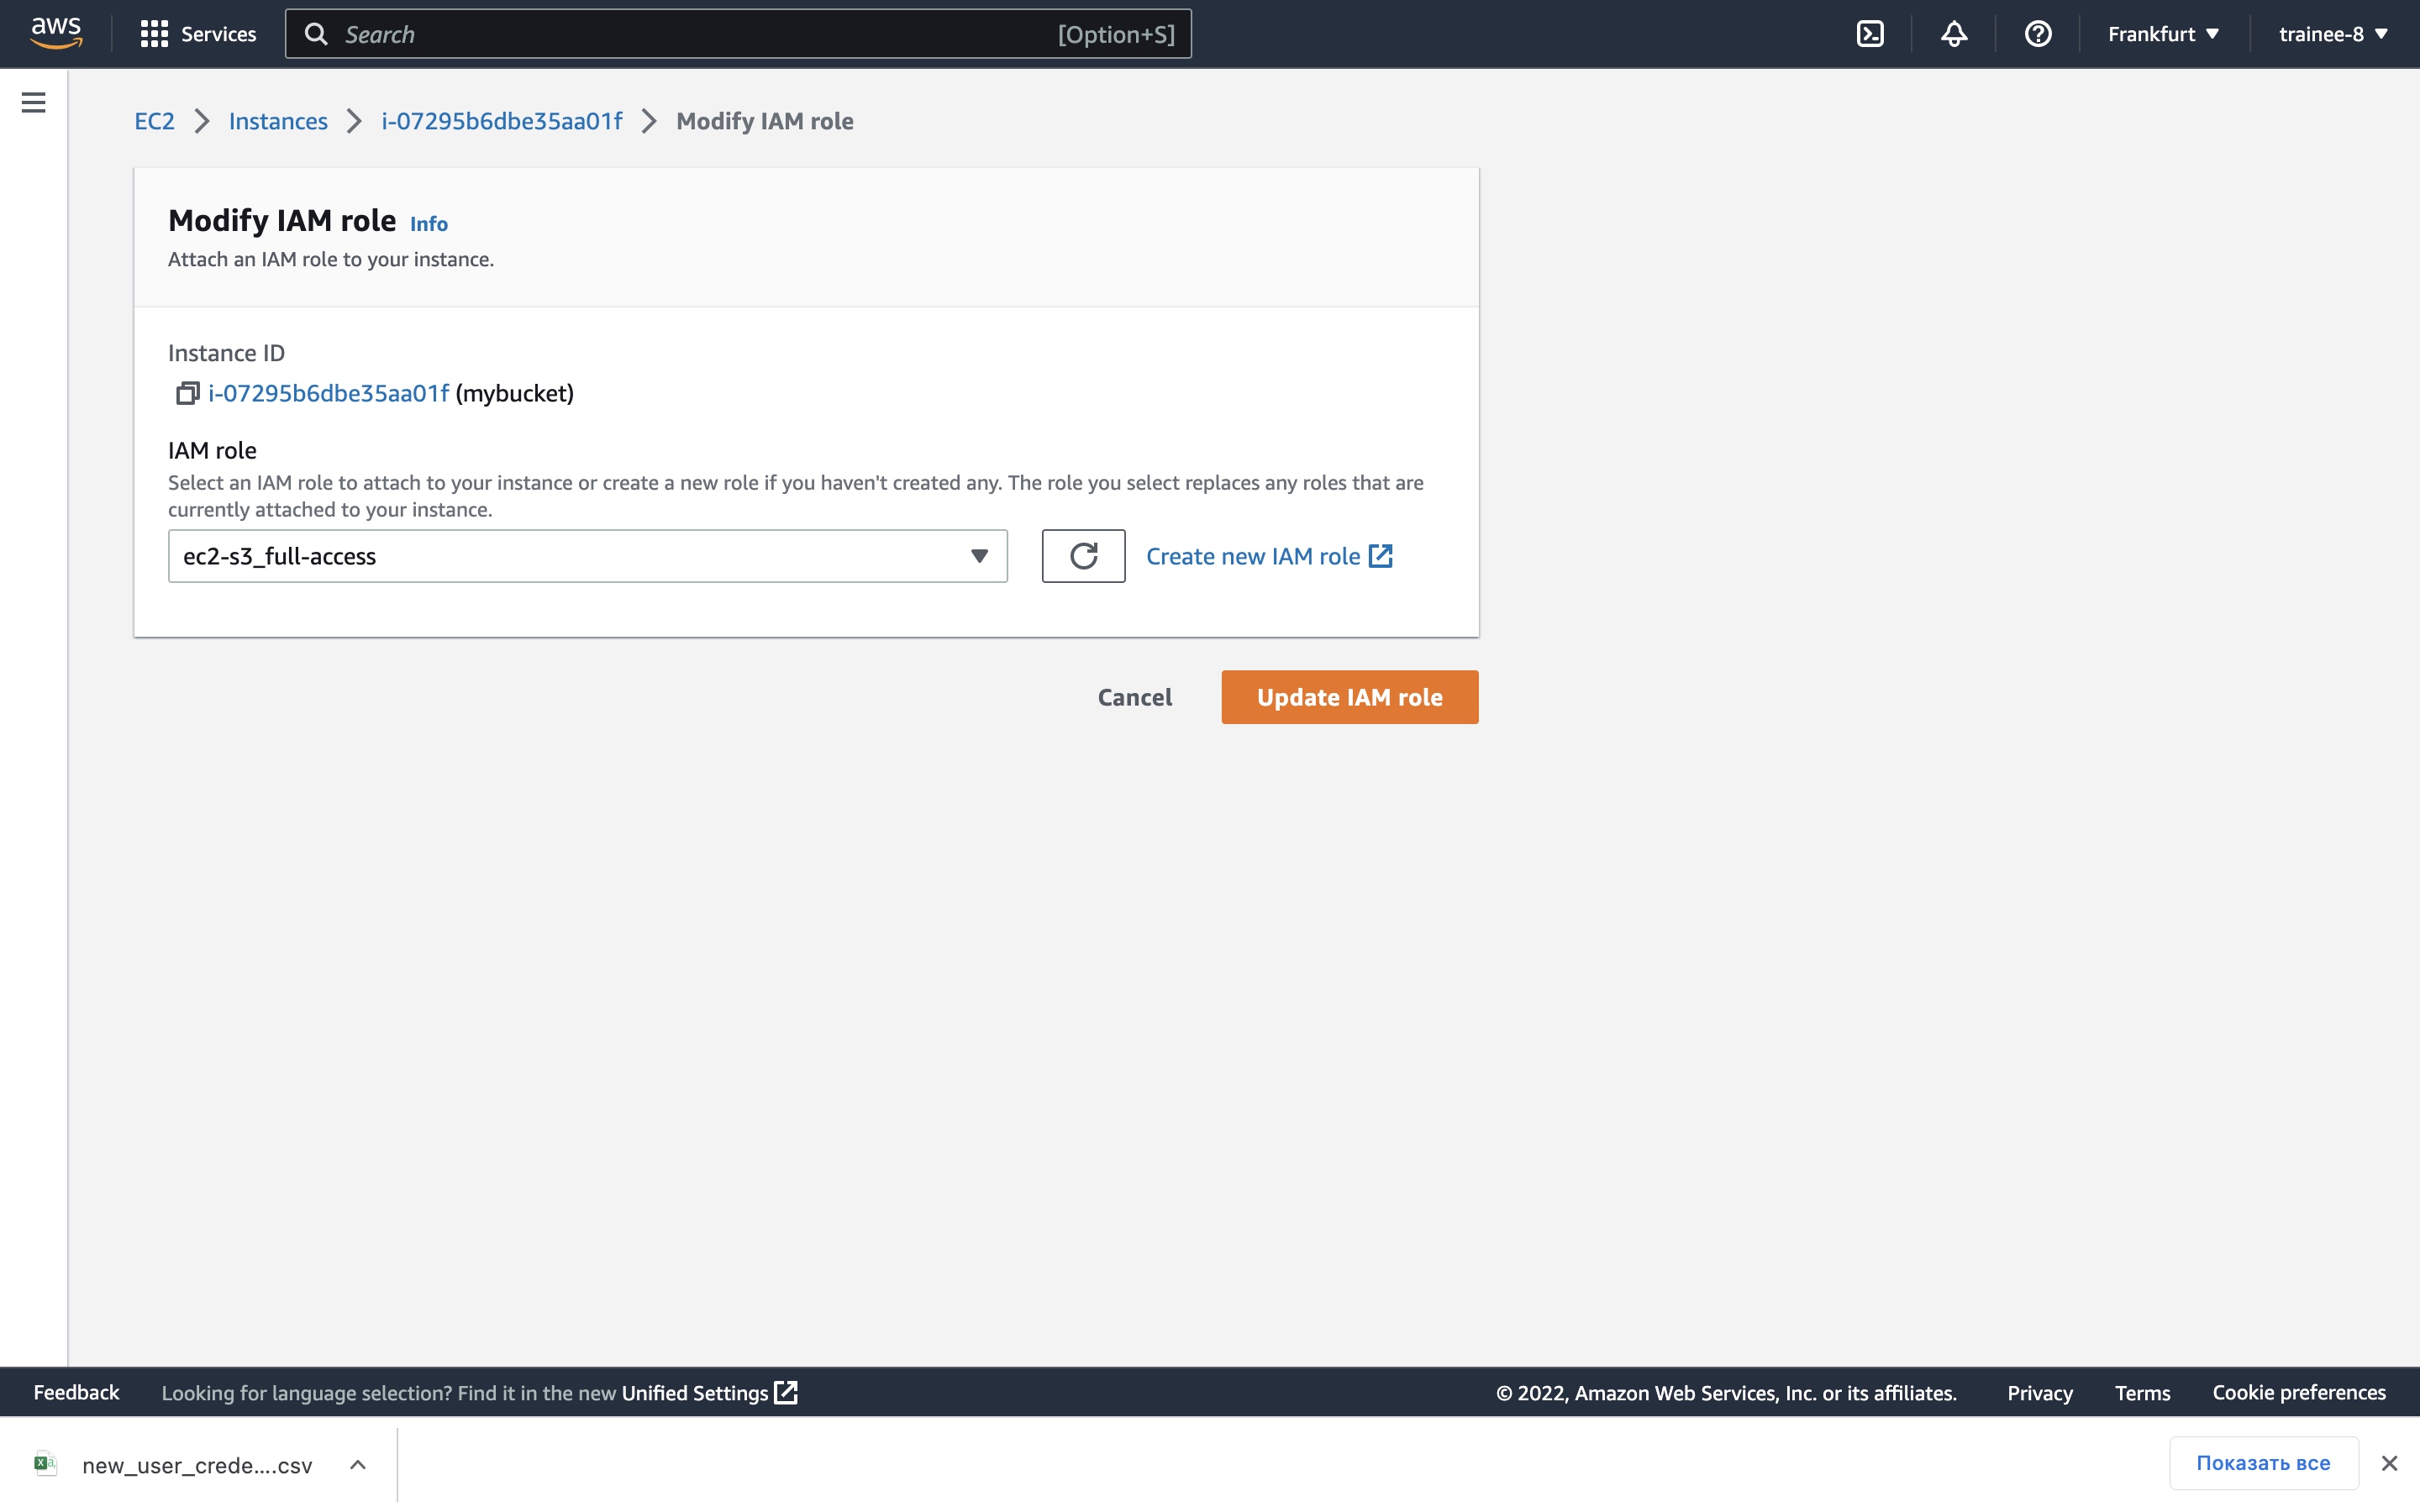 aws
Services
Search
[Option+S]
Frankfurt
trainee-8
EC2
Instances
i-07295b6dbe35aa01f
Modify IAM role
Modify IAM role Info
Attach an IAM role to your instance.
Instance ID
i-07295b6dbe35aa01f (mybucket)
IAM role
Select an IAM role to attach to your instance or create a new role if you haven't created any. The role you select replaces any roles that are
currently attached to your instance.
ec2-s3_full-access
Create new IAM role
Cancel
Update IAM role
Feedback
Looking for language selection? Find it in the new Unified Settings
© 2022, Amazon Web Services, Inc. or its affiliates.
Privacy
Terms
Cookie preferences
new_user_crede....csv
Показать все